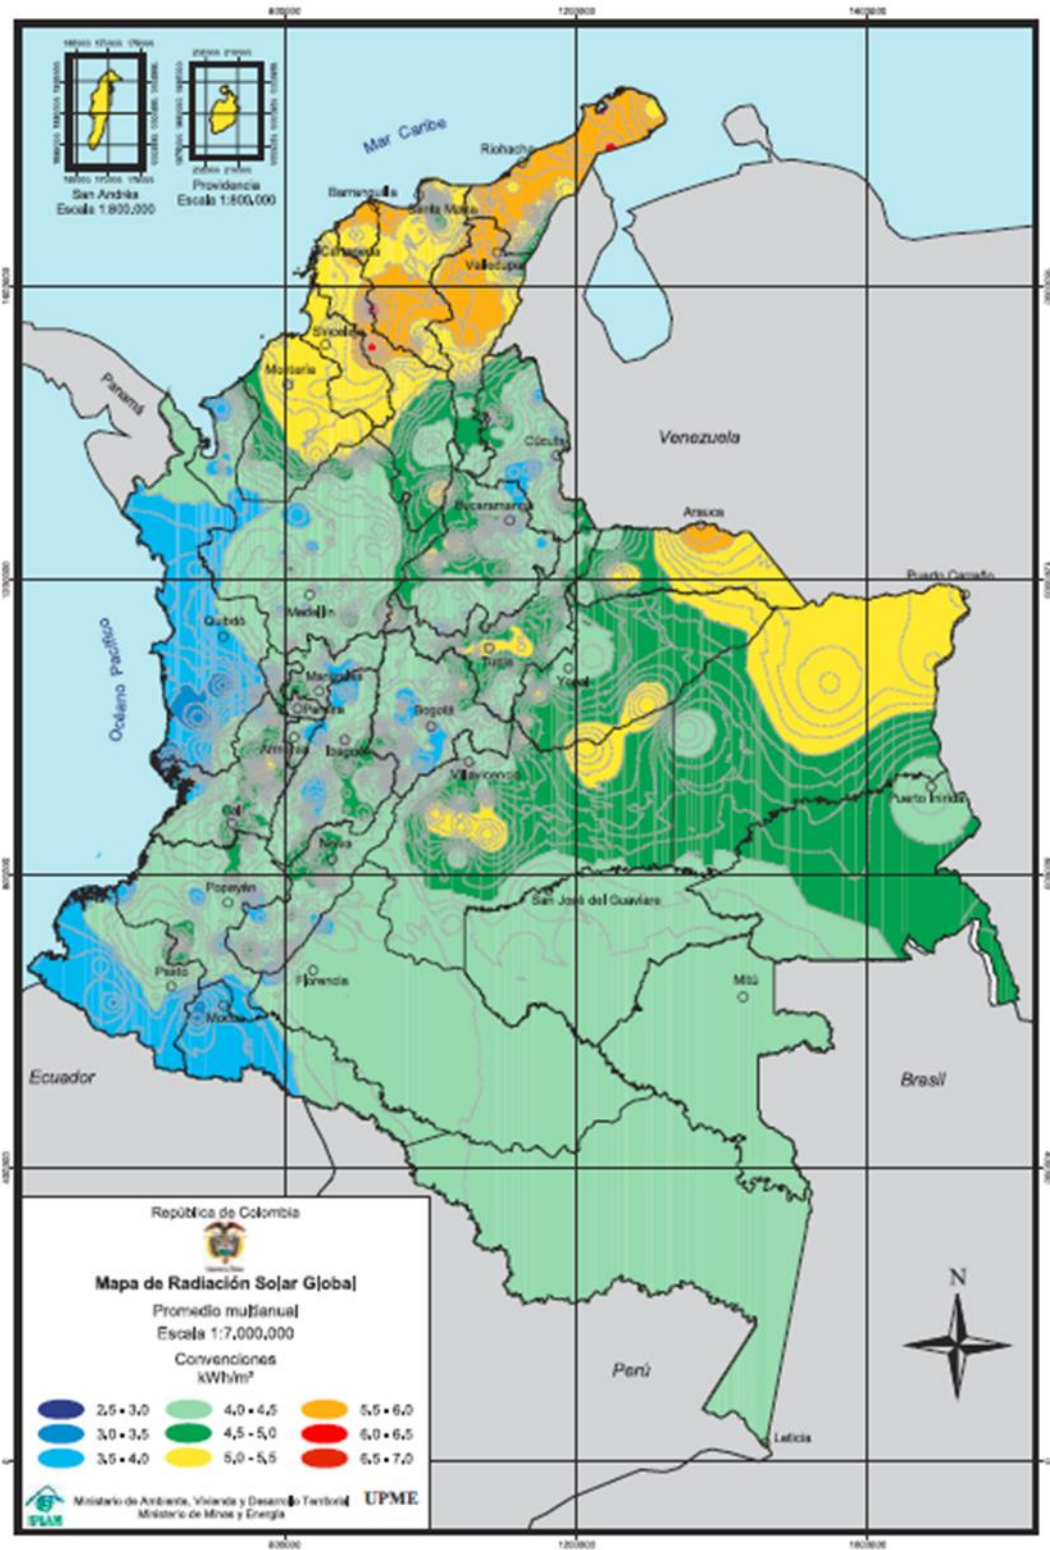 800000 1200000 1600000
Mar Caribe
San Andrés
Escala 1:800,000
Providencia
Escala 1:800,000
Riohacha
Barranquilla
Santa Marta
Cartagena
Valledupar
Sincelejo
Montería
Panamá
Venezuela
Cúcuta
Bucaramanga
Arauca
Puerto Carreño
Medellín
Quibdó
Océano Pacífico
Tunja
Yopal
Manizales
Pereira
Bogotá
Armenia
Ibagué
Villavicencio
Puerto Inírida
Cali
Neiva
Popayán
San José del Guaviare
Pasto
Florencia
Mitú
Mocoa
Ecuador
Brasil
República de Colombia
Mapa de Radiación Solar Global
Promedio multianual
Escala 1:7.000.000
Convenciones
kWh/m²
2,5 - 3,0 4,0 - 4,5 5,5 - 6,0
3,0 - 3,5 4,5 - 5,0 6,0 - 6,5
3,5 - 4,0 5,0 - 5,5 6,5 - 7,0
Ministerio de Ambiente, Vivienda y Desarrollo Territorial
Ministerio de Minas y Energía
UPME
IDEAM
N
Perú
Leticia